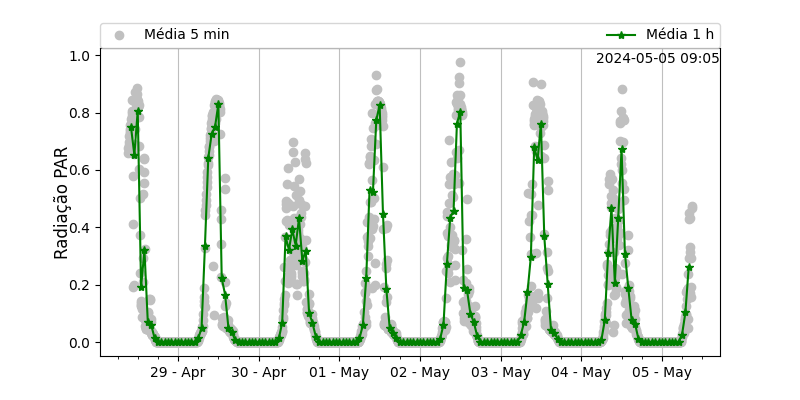 Média 5 min
Média 1 h
2024-05-05 09:05
Radiação PAR
1.0
0.8
0.6
0.4
0.2
0.0
29 - Apr
30 - Apr
01 - May
02 - May
03 - May
04 - May
05 - May